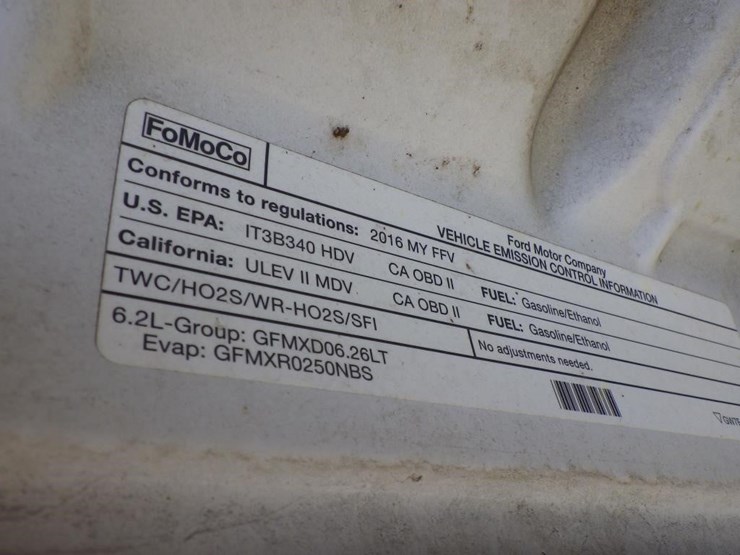 FoMoCo
Ford Motor Company
VEHICLE EMISSION CONTROL INFORMATION
Conforms to regulations: 2016 MY FFV
U.S. EPA: IT3B340 HDV CA OBD II FUEL: Gasoline/Ethanol
California: ULEV II MDV CA OBD II FUEL: Gasoline/Ethanol
TWC/HO2S/WR-HO2S/SFI No adjustments needed.
6.2L-Group: GFMXD06.26LT
Evap: GFMXR0250NBS